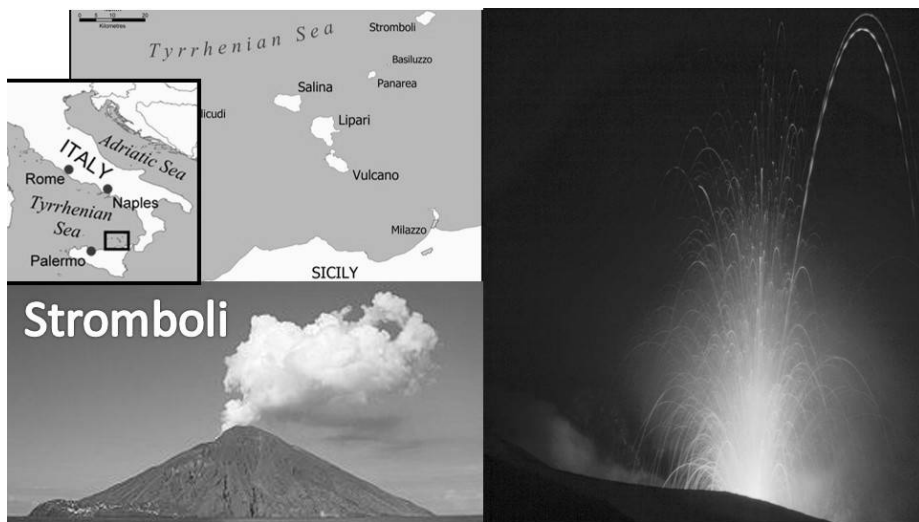 Kilometres
Tyrrhenian Sea
Stromboli
Basiluzzo
Panarea
Salina
licudi
Lipari
Vulcano
Milazzo
SICILY
ITALY
Adriatic Sea
Rome
Naples
Tyrrhenian
Sea
Palermo
Stromboli